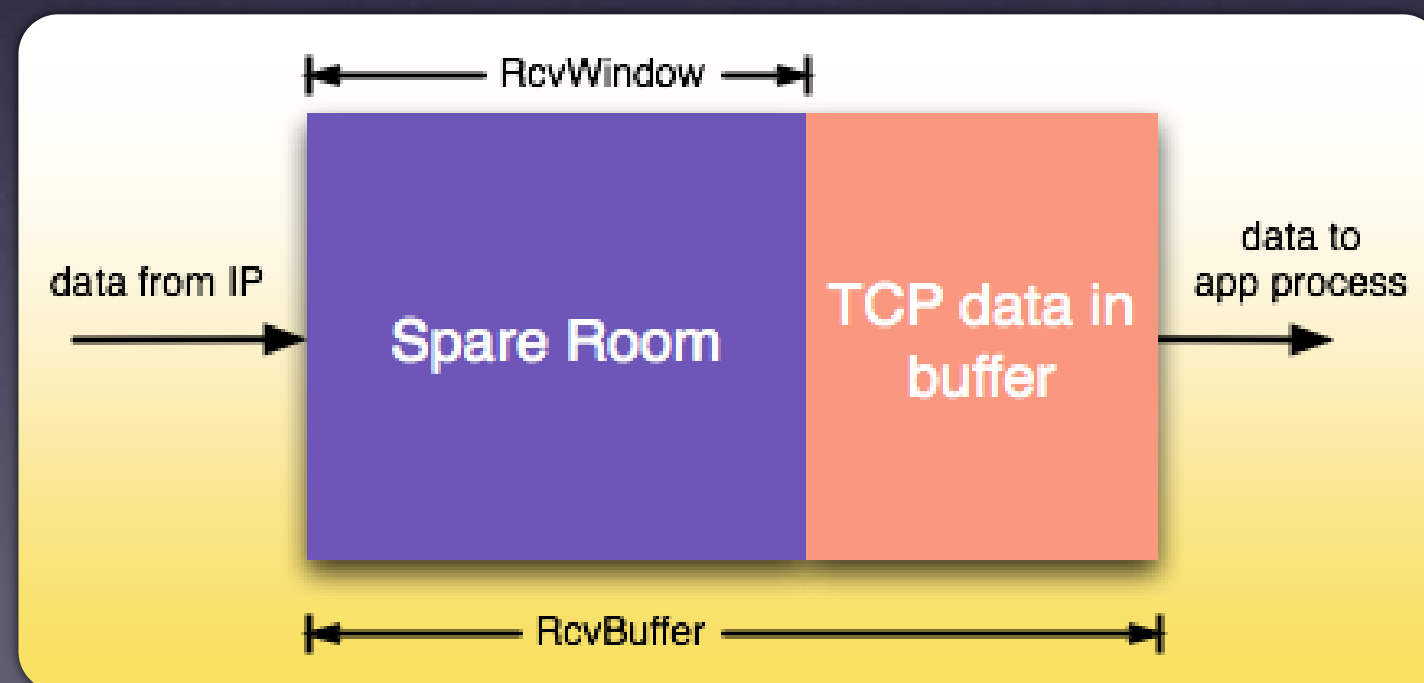 RcvWindow
data from IP
Spare Room
TCP data in
buffer
data to
app process
RcvBuffer